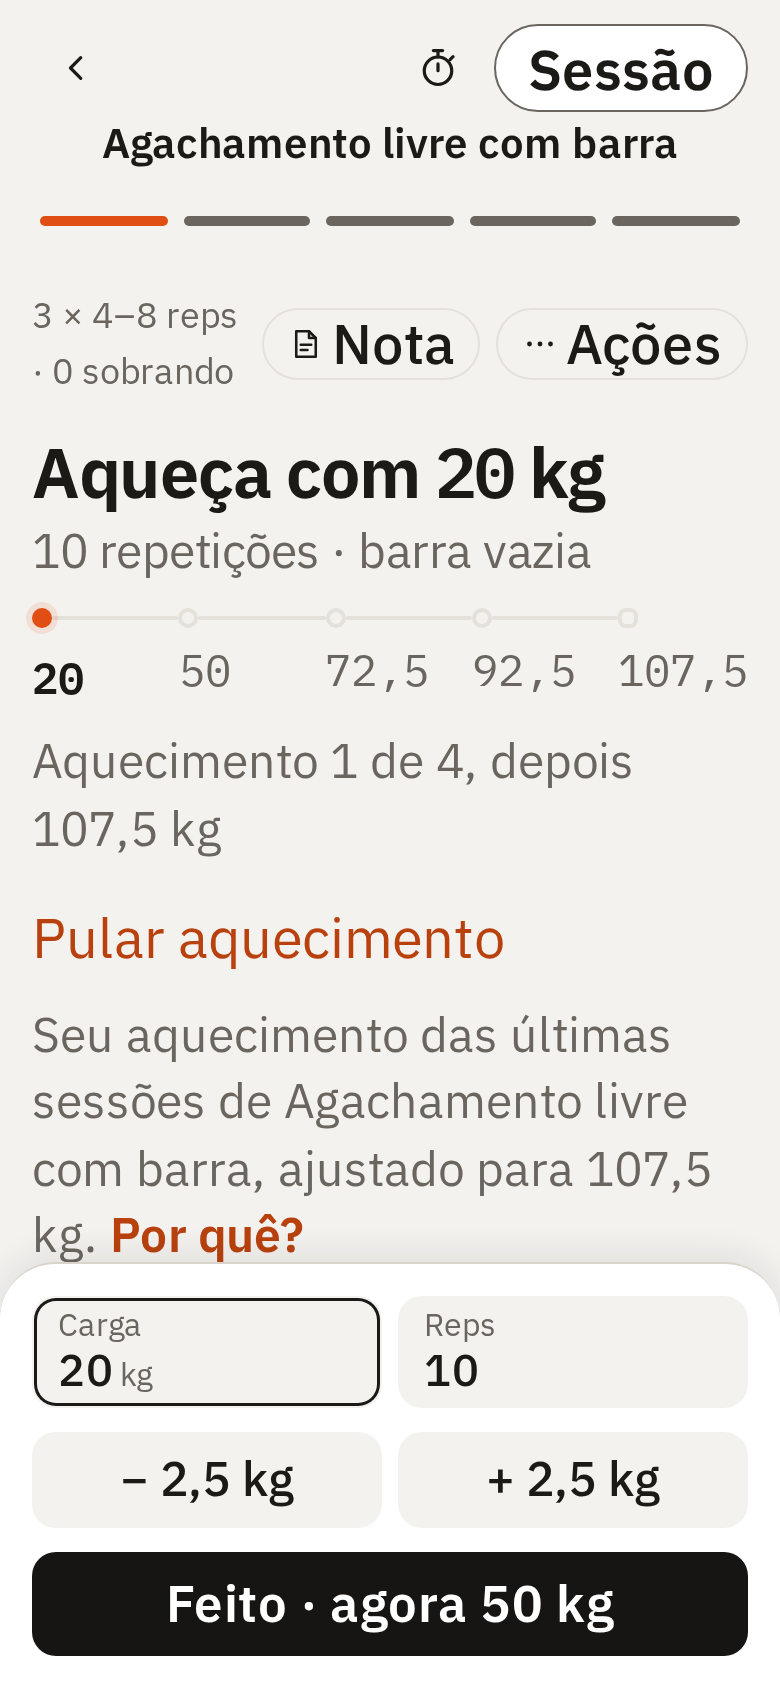 Sessão
Agachamento livre com barra
3 × 4–8 reps
· 0 sobrando
Nota
··· Ações
Aqueça com 20 kg
10 repetições · barra vazia
20 50 72,5 92,5 107,5
Aquecimento 1 de 4, depois
107,5 kg
Pular aquecimento
Seu aquecimento das últimas
sessões de Agachamento livre
com barra, ajustado para 107,5
kg. Por quê?
Carga
20 kg
Reps
10
− 2,5 kg
+ 2,5 kg
Feito · agora 50 kg